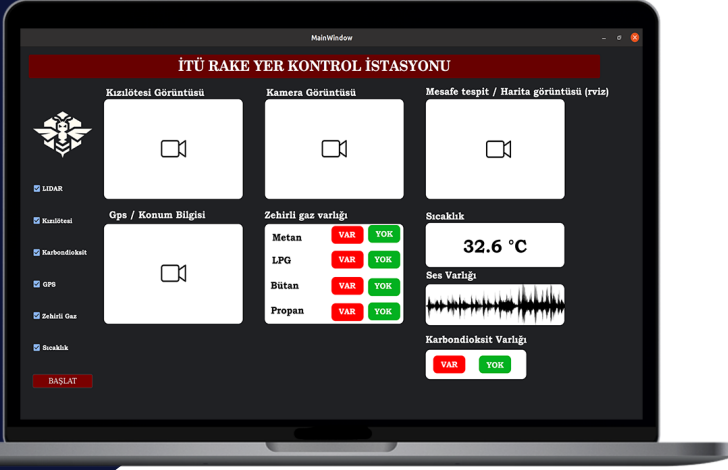 MainWindow
İTÜ RAKE YER KONTROL İSTASYONU
Kızılötesi Görüntüsü
Kamera Görüntüsü
Mesafe tespit / Harita görüntüsü (rviz)
LIDAR
Kızılötesi
Karbondioksit
GPS
Zehirli Gaz
Sıcaklık
BAŞLAT
Gps / Konum Bilgisi
Zehirli gaz varlığı
Metan VAR YOK
LPG VAR YOK
Bütan VAR YOK
Propan VAR YOK
Sıcaklık
32.6 °C
Ses Varlığı
Karbondioksit Varlığı
VAR YOK